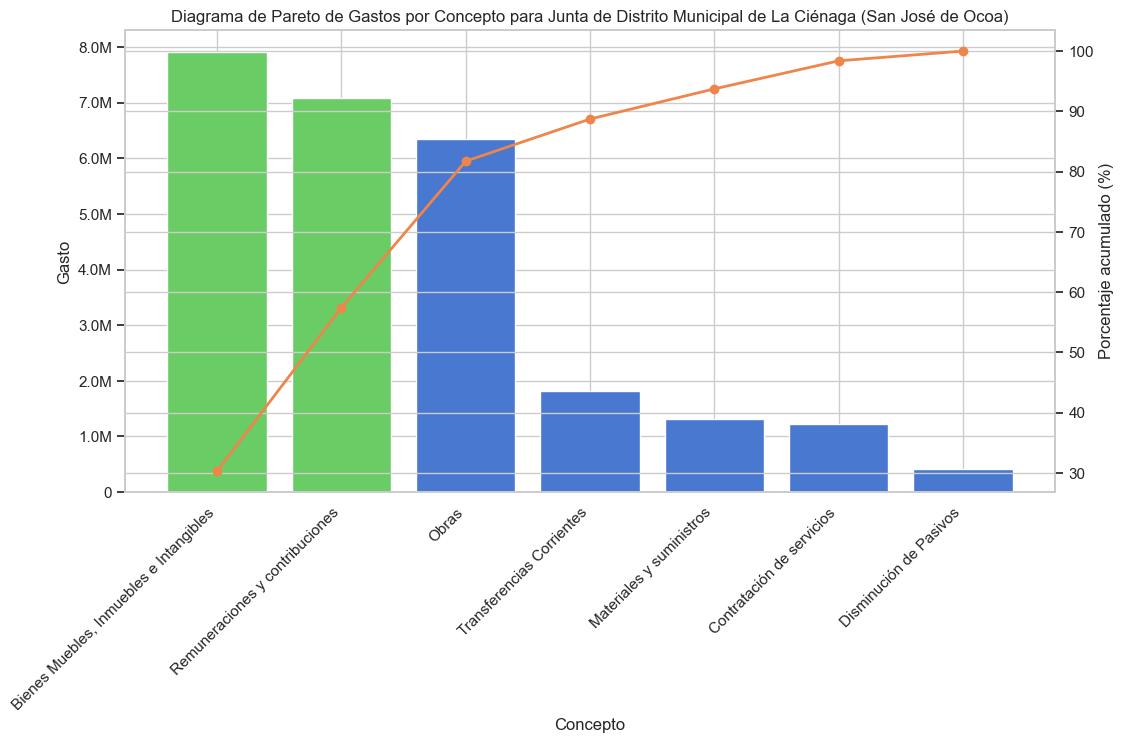 Diagrama de Pareto de Gastos por Concepto para Junta de Distrito Municipal de La Ciénaga (San José de Ocoa)
Gasto
8.0M
7.0M
6.0M
5.0M
4.0M
3.0M
2.0M
1.0M
0
100
90
80
70
60
50
40
30
Porcentaje acumulado (%)
Bienes Muebles, Inmuebles e Intangibles
Remuneraciones y contribuciones
Obras
Transferencias Corrientes
Materiales y suministros
Contratación de servicios
Disminución de Pasivos
Concepto